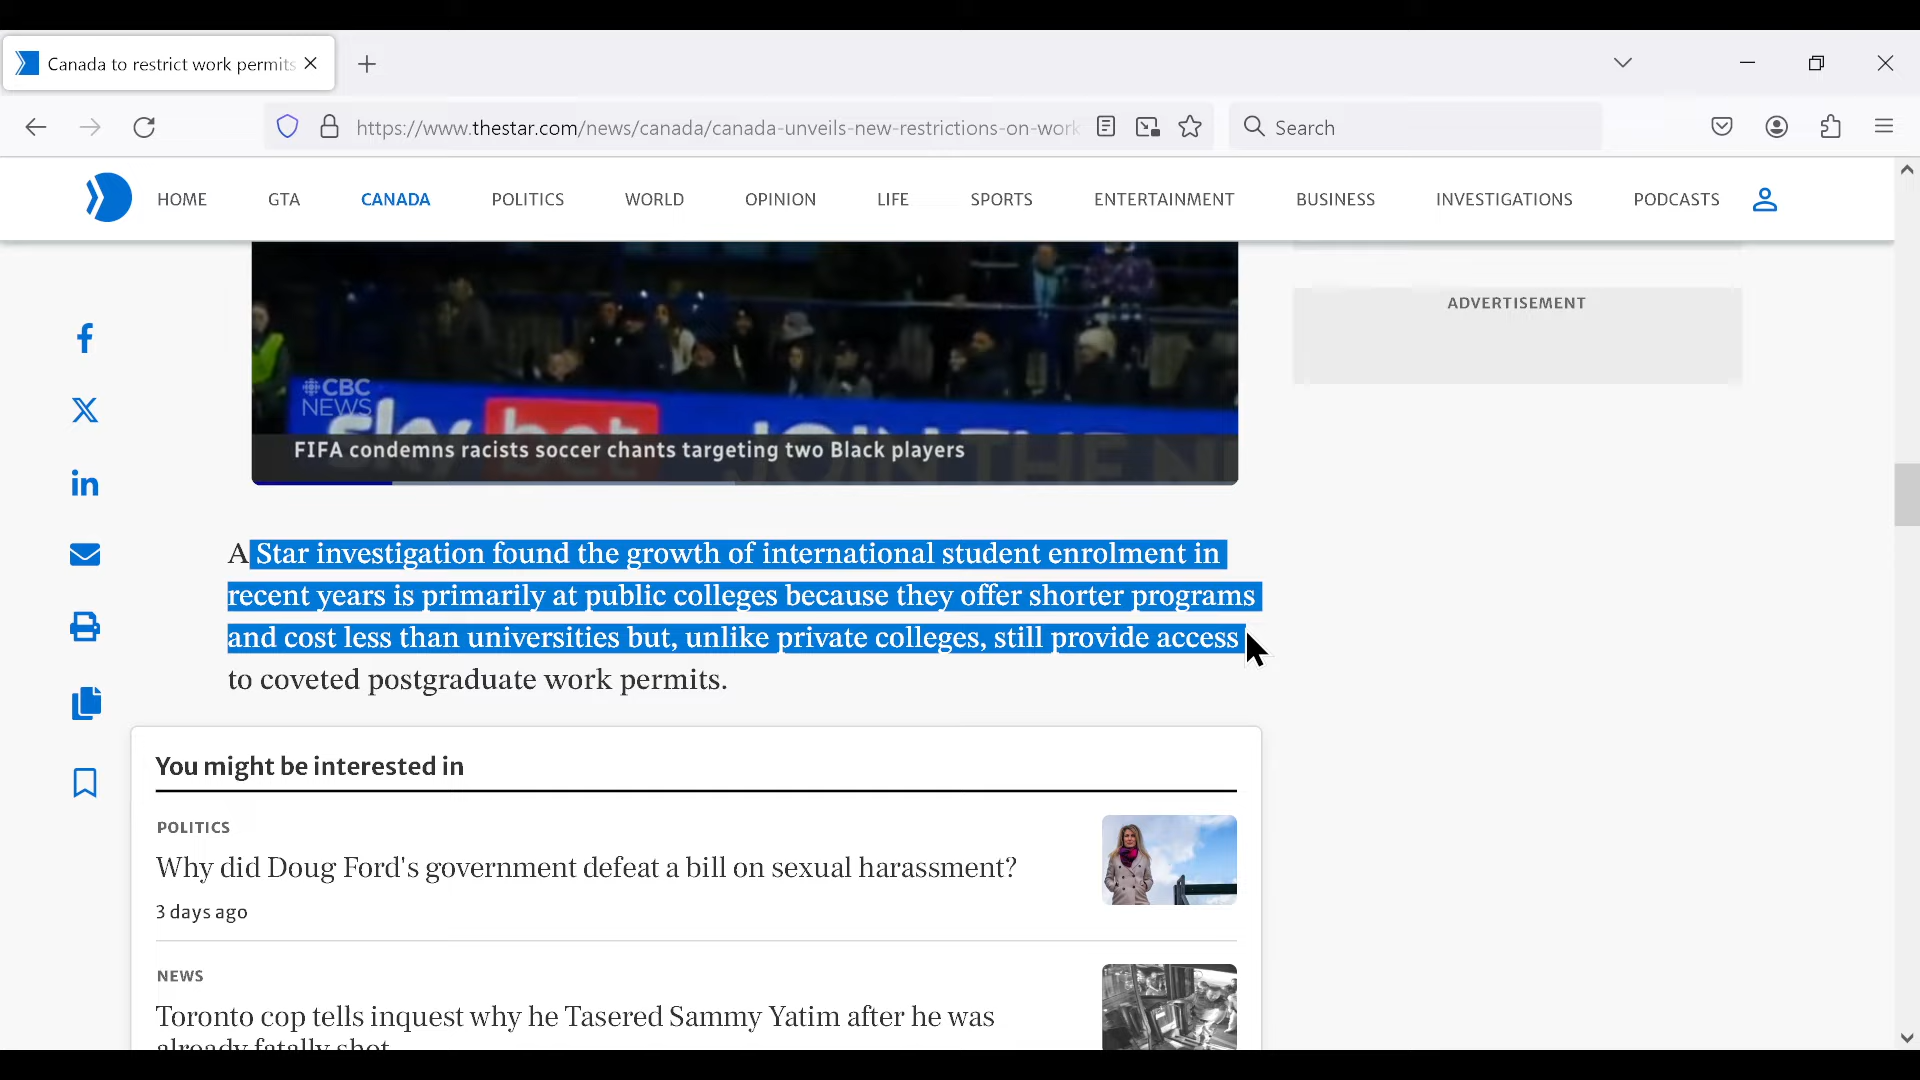 Canada to restrict work permits
https://www.thestar.com/news/canada/canada-unveils-new-restrictions-on-work
Search
HOME GTA CANADA POLITICS WORLD OPINION LIFE SPORTS ENTERTAINMENT BUSINESS INVESTIGATIONS PODCASTS
ADVERTISEMENT
CBC
NEWS
sky bet JOIN THE N
FIFA condemns racists soccer chants targeting two Black players
A Star investigation found the growth of international student enrolment in
recent years is primarily at public colleges because they offer shorter programs
and cost less than universities but, unlike private colleges, still provide access
to coveted postgraduate work permits.
You might be interested in
POLITICS
Why did Doug Ford's government defeat a bill on sexual harassment?
3 days ago
NEWS
Toronto cop tells inquest why he Tasered Sammy Yatim after he was
already fatally shot